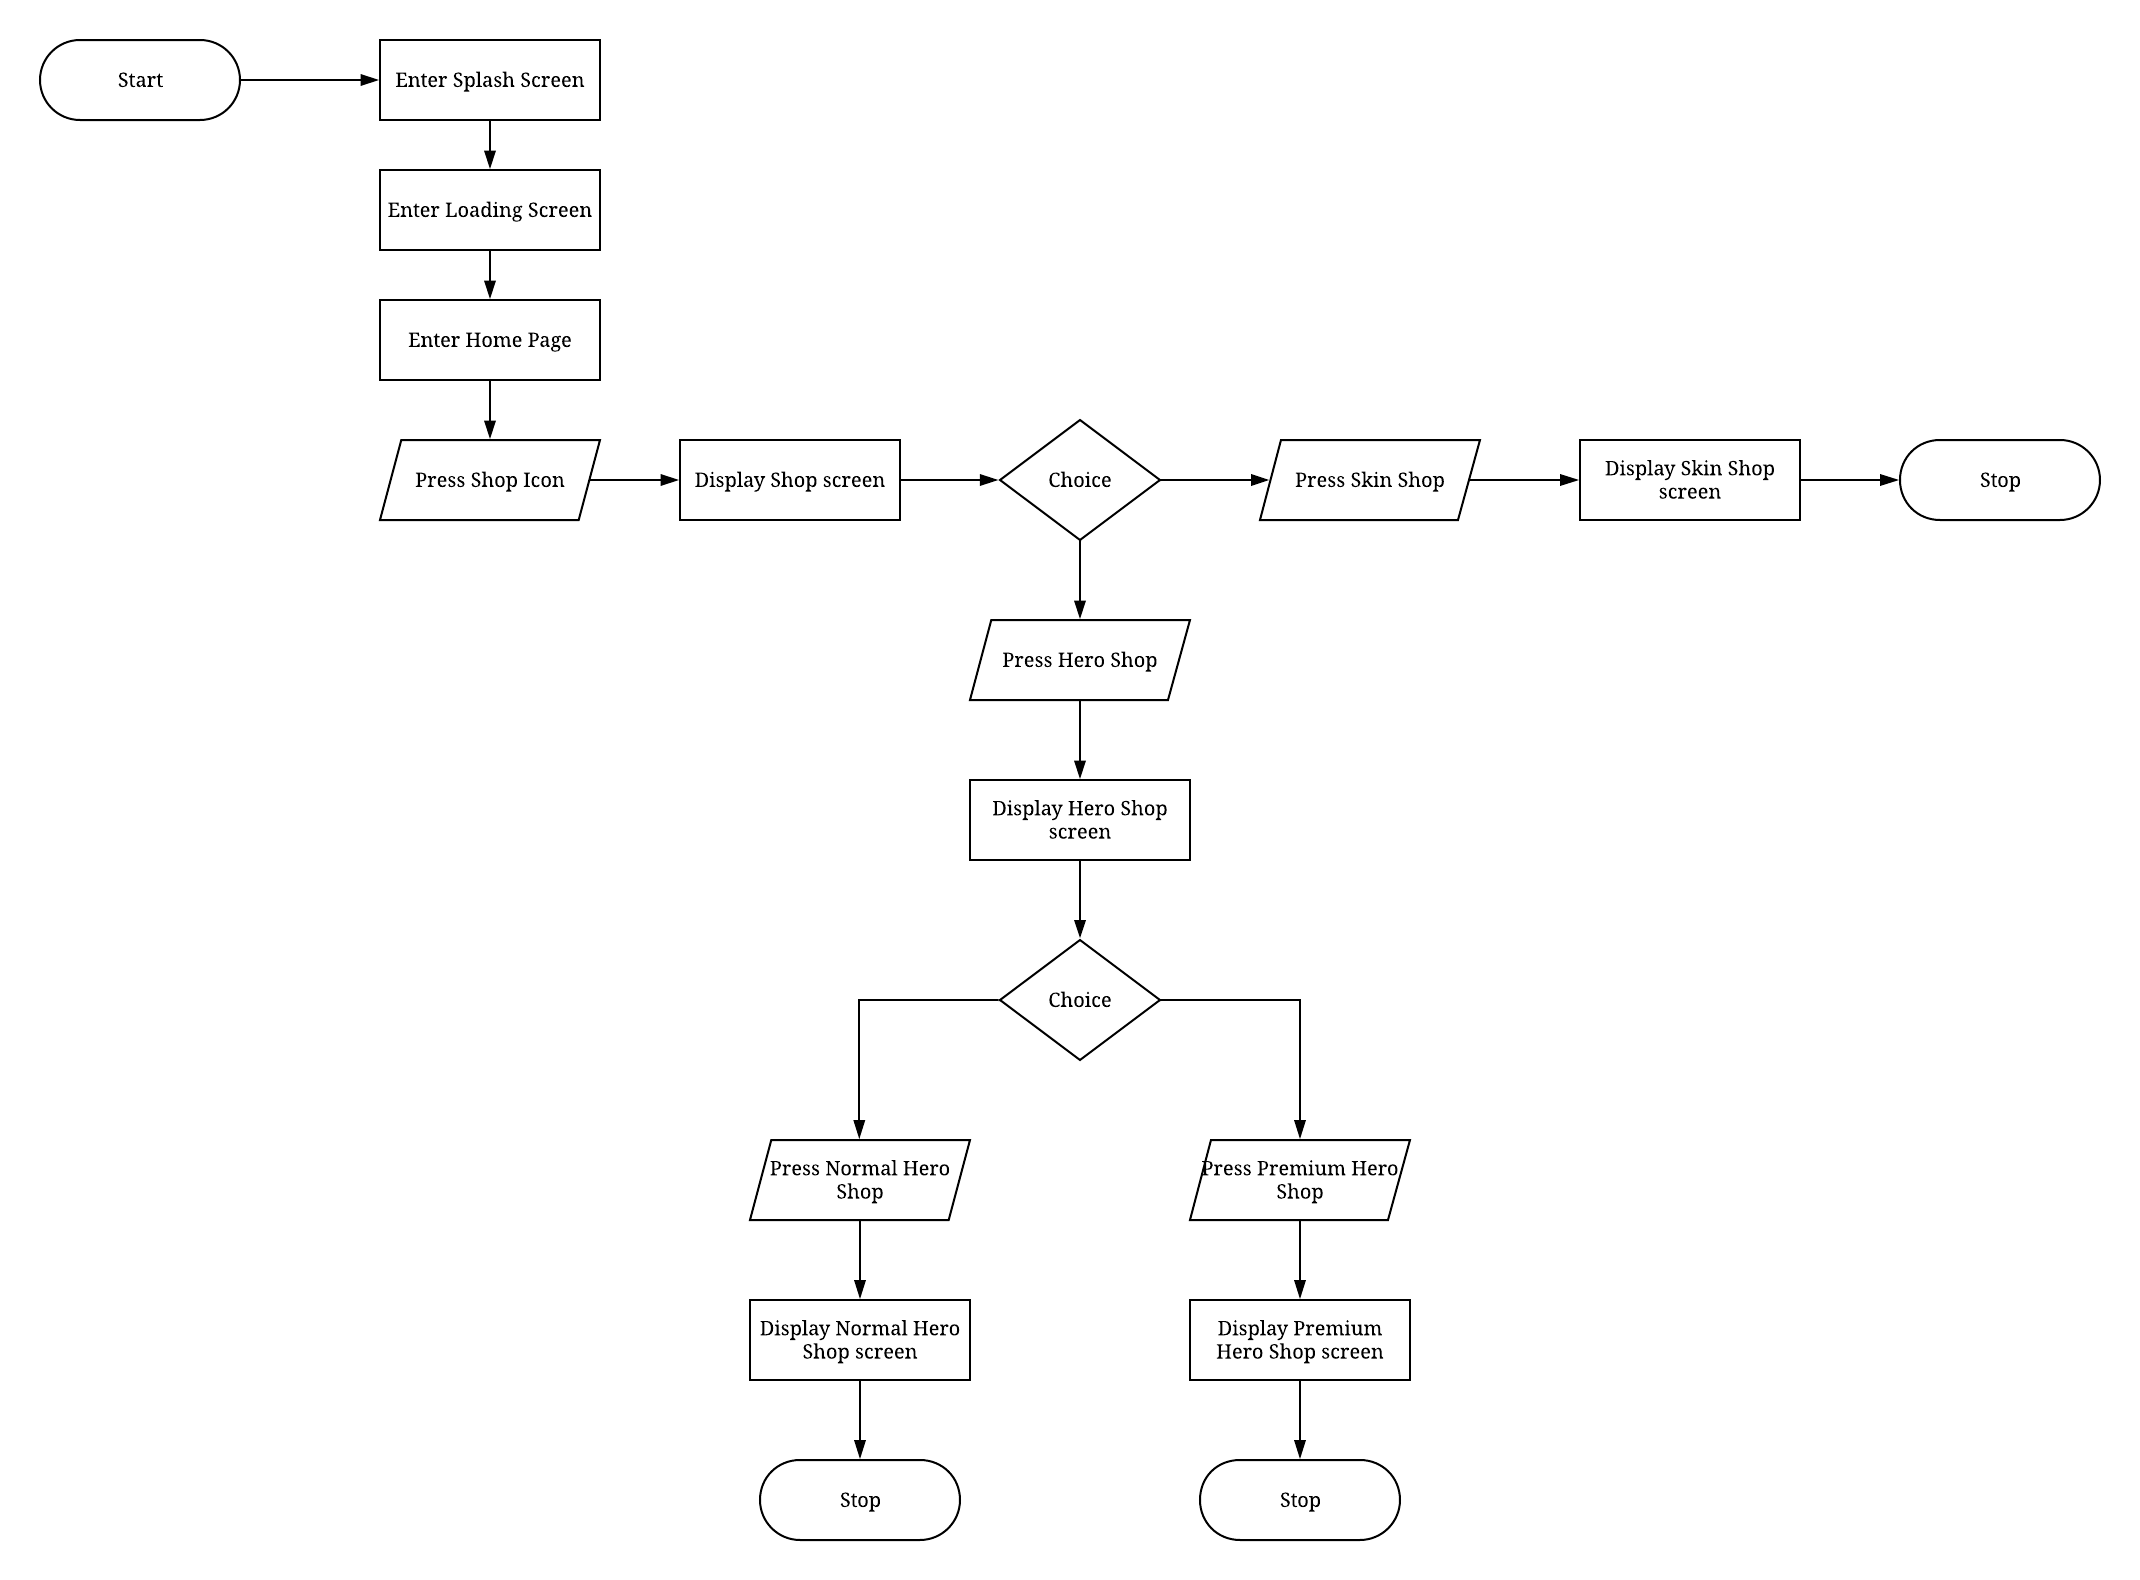 Start
Enter Splash Screen
Enter Loading Screen
Enter Home Page
Press Shop Icon
Display Shop screen
Choice
Press Skin Shop
Display Skin Shop
screen
Stop
Press Hero Shop
Display Hero Shop
screen
Choice
Press Normal Hero
Shop
Display Normal Hero
Shop screen
Stop
Press Premium Hero
Shop
Display Premium
Hero Shop screen
Stop